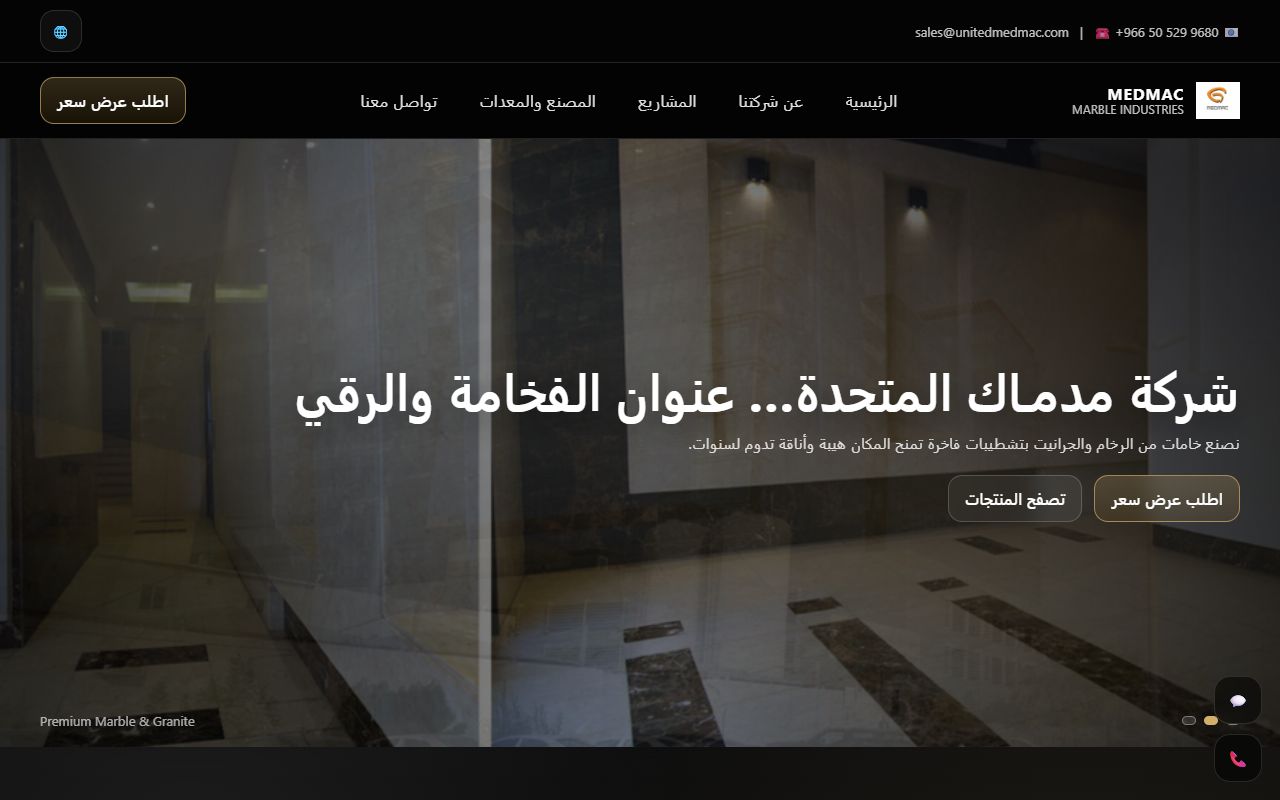 +966 50 529 9680 | sales@unitedmedmac.com
MEDMAC
MARBLE INDUSTRIES
MEDMAC
الرئيسية
عن شركتنا
المشاريع
المصنع والمعدات
تواصل معنا
اطلب عرض سعر
شركة مدمـاك المتحدة... عنوان الفخامة والرقي
نصنع خامات من الرخام والجرانيت بتشطيبات فاخرة تمنح المكان هيبة وأناقة تدوم لسنوات.
اطلب عرض سعر
تصفح المنتجات
Premium Marble & Granite